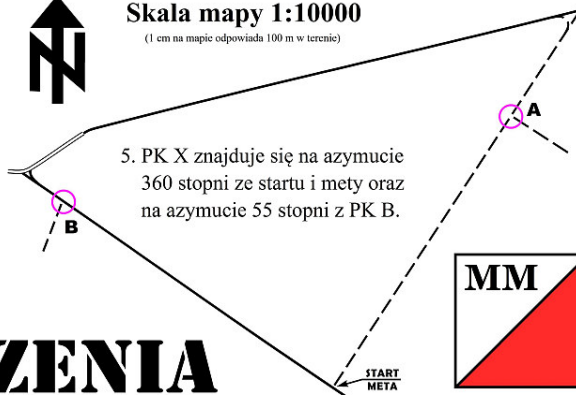 Skala mapy 1:10000
(1 cm na mapie odpowiada 100 m w terenie)
N
A
5. PK X znajduje się na azymucie
360 stopni ze startu i mety oraz
na azymucie 55 stopni z PK B.
B
MM
ZENIA
START
META